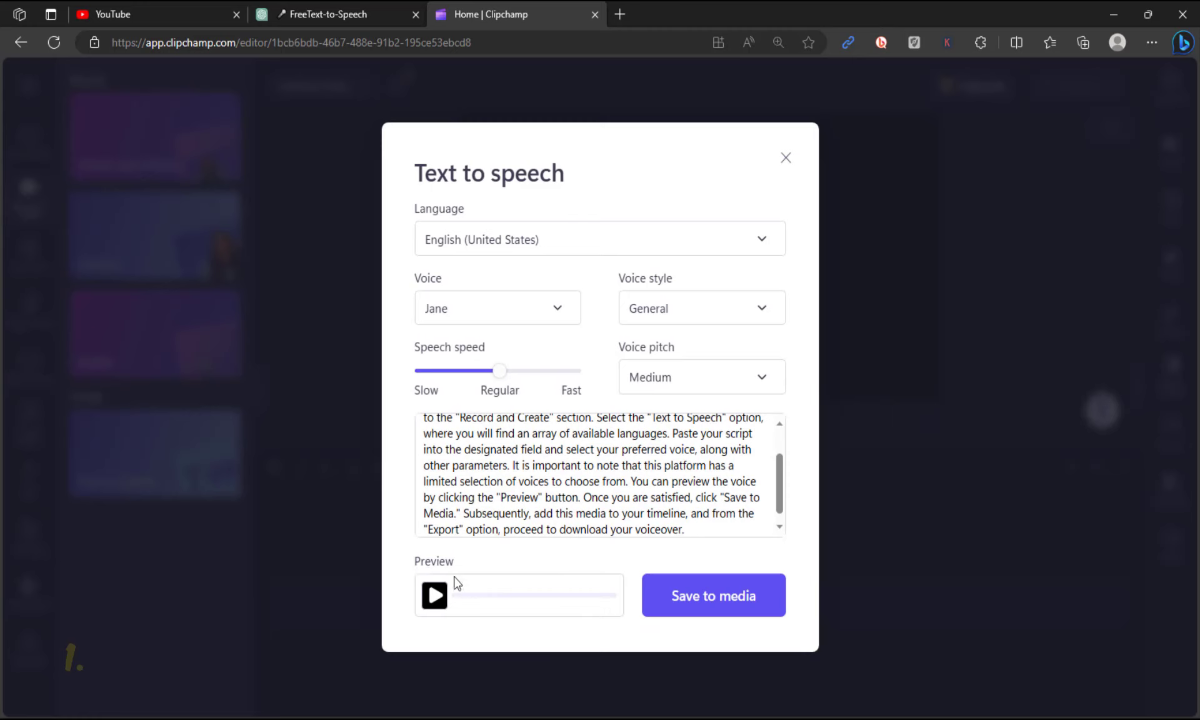 YouTube
FreeText-to-Speech
Home | Clipchamp
https://app.clipchamp.com/editor/1bcb6bdb-46b7-488e-91b2-195ce53ebcd8
Text to speech
Language
English (United States)
Voice
Voice style
Jane
General
Speech speed
Voice pitch
Medium
Slow
Regular
Fast
to the "Record and Create" section. Select the "Text to Speech" option,
where you will find an array of available languages. Paste your script
into the designated field and select your preferred voice, along with
other parameters. It is important to note that this platform has a
limited selection of voices to choose from. You can preview the voice
by clicking the "Preview" button. Once you are satisfied, click "Save to
Media." Subsequently, add this media to your timeline, and from the
"Export" option, proceed to download your voiceover.
Preview
Save to media
1.